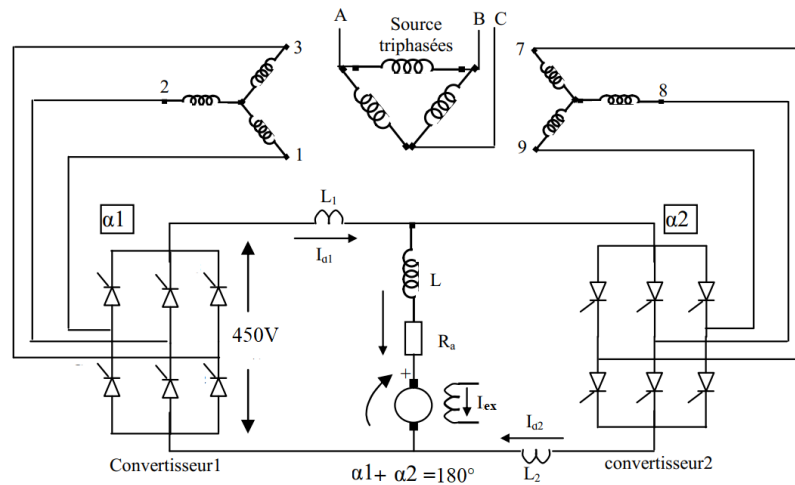 A
B
C
Source
triphasées
3
2
1
7
8
9
α1
α2
L1
Id1
L
450V
Ra
+
Iex
Id2
L2
Convertisseur1
α1+ α2 =180°
convertisseur2